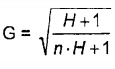 G = √((H + 1)/(n · H + 1))